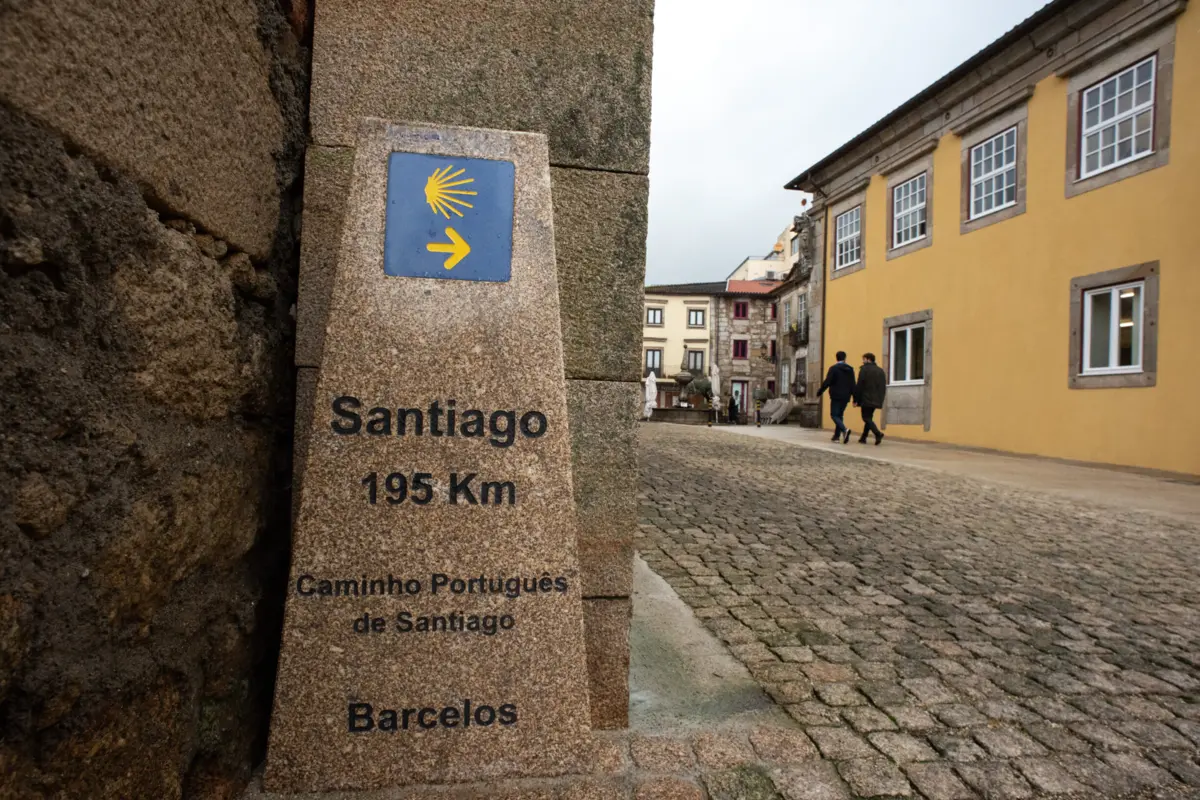 Santiago
195 Km
Caminho Português
de Santiago
Barcelos